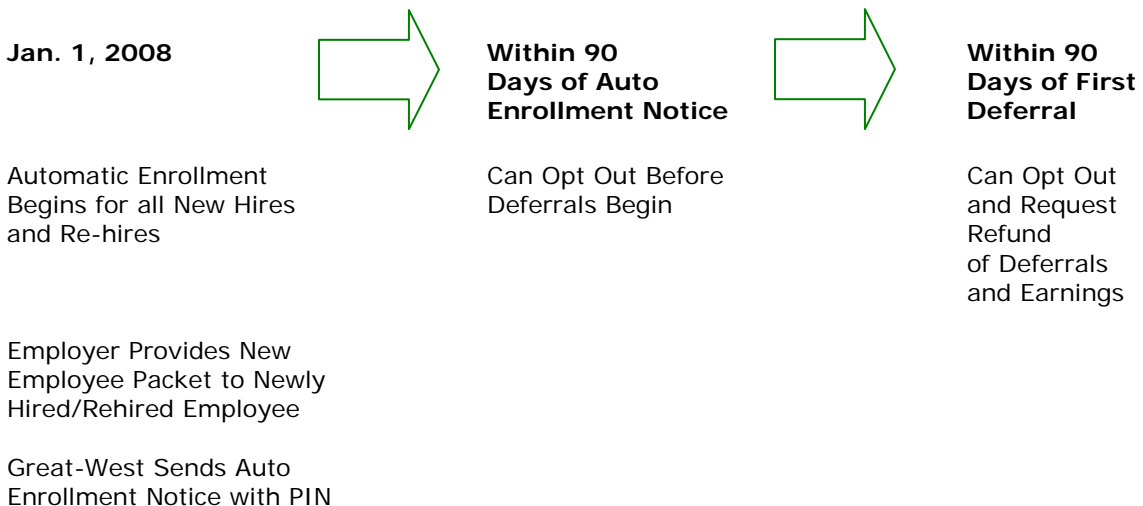 Jan. 1, 2008
Automatic Enrollment
Begins for all New Hires
and Re-hires
Employer Provides New
Employee Packet to Newly
Hired/Rehired Employee
Great-West Sends Auto
Enrollment Notice with PIN
Within 90
Days of Auto
Enrollment Notice
Can Opt Out Before
Deferrals Begin
Within 90
Days of First
Deferral
Can Opt Out
and Request
Refund
of Deferrals
and Earnings